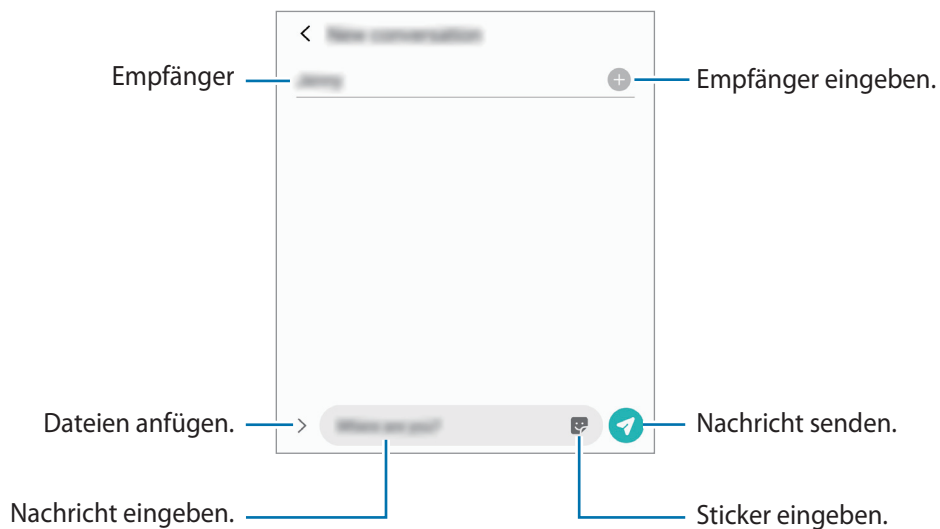 Empfänger
Empfänger eingeben.
Dateien anfügen.
Nachricht senden.
Nachricht eingeben.
Sticker eingeben.